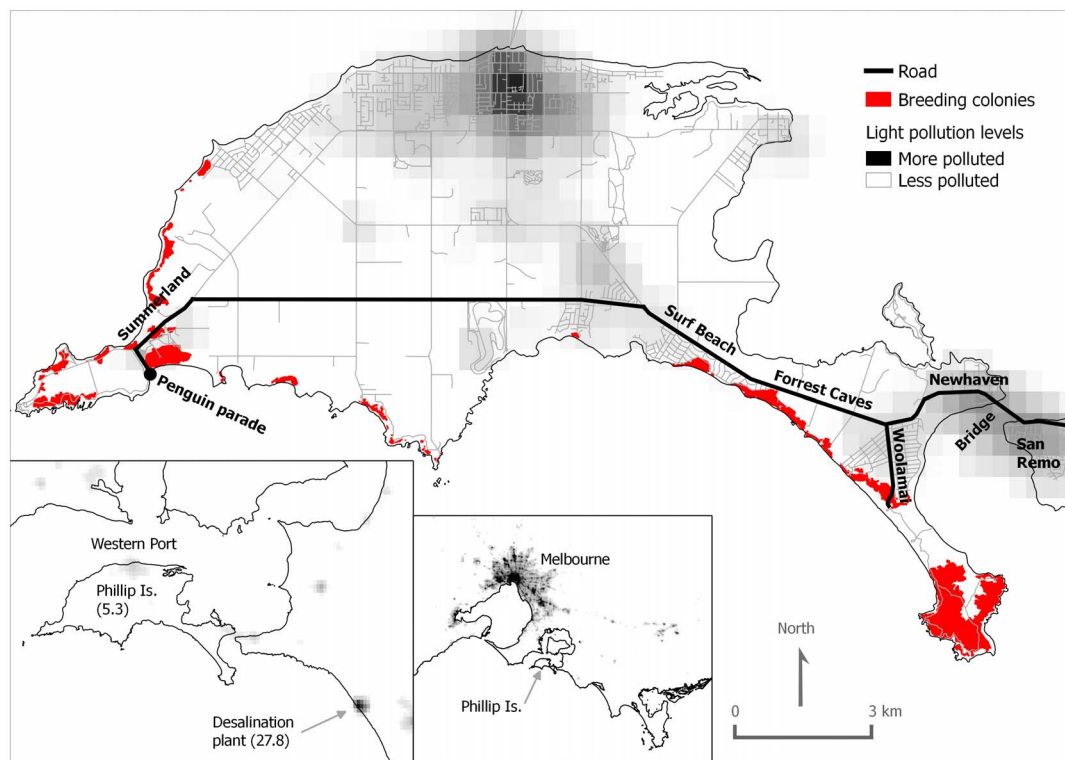 Road
Breeding colonies
Light pollution levels
More polluted
Less polluted
Summerland
Penguin parade
Surf Beach
Forrest Caves
Newhaven
Bridge
Woolamai
San
Remo
Western Port
Phillip Is.
(5.3)
Desalination
plant (27.8)
Melbourne
Phillip Is.
North
0 3 km